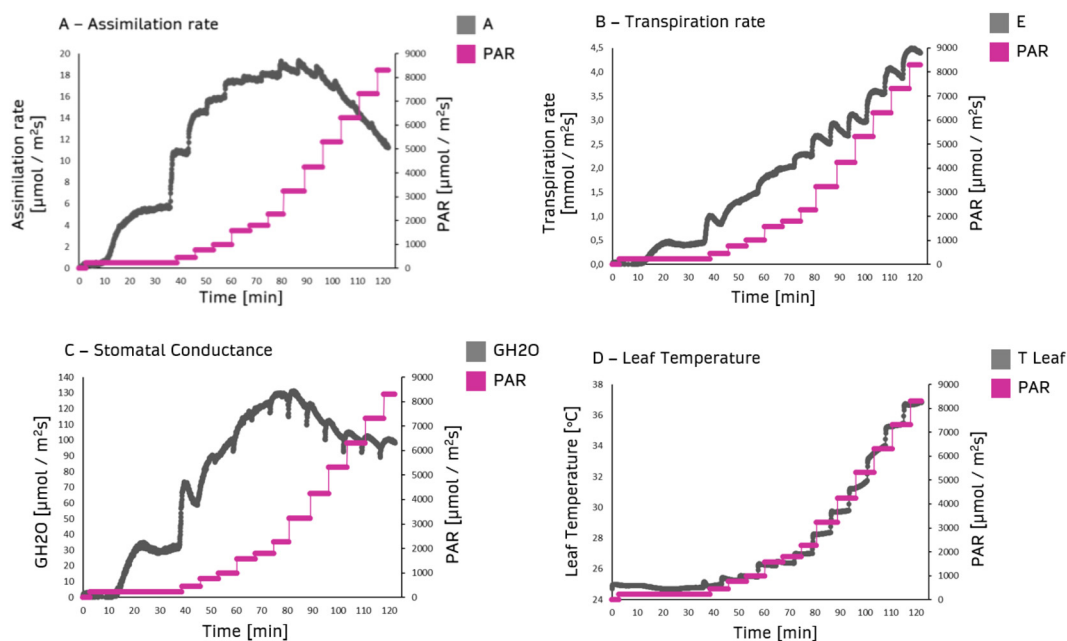 A – Assimilation rate
A
PAR
20
18
16
14
12
10
8
6
4
2
0
9000
8000
7000
6000
5000
4000
3000
2000
1000
0
0 10 20 30 40 50 60 70 80 90 100 110 120
Assimilation rate
[µmol / m²s]
PAR [µmol / m²s]
Time [min]
B – Transpiration rate
E
PAR
4,5
4,0
3,5
3.0
2.5
2.0
1,5
1,0
0,5
0,0
9000
8000
7000
6000
5000
4000
3000
2000
1000
0
0 10 20 30 40 50 60 70 80 90 100 110 120
Transpiration rate
[mmol / m²s]
PAR [µmol / m²s]
Time [min]
C – Stomatal Conductance
GH2O
PAR
140
130
120
110
100
90
80
70
60
50
40
30
20
10
0
9000
8000
7000
6000
5000
4000
3000
2000
1000
0
0 10 20 30 40 50 60 70 80 90 100 110 120
GH2O [µmol / m²s]
PAR [µmol / m²s]
Time [min]
D – Leaf Temperature
T Leaf
PAR
38
36
34
32
30
28
26
24
9000
8000
7000
6000
5000
4000
3000
2000
1000
0
0 10 20 30 40 50 60 70 80 90 100 110 120
Leaf Temperature [ºC]
PAR [µmol / m²s]
Time [min]